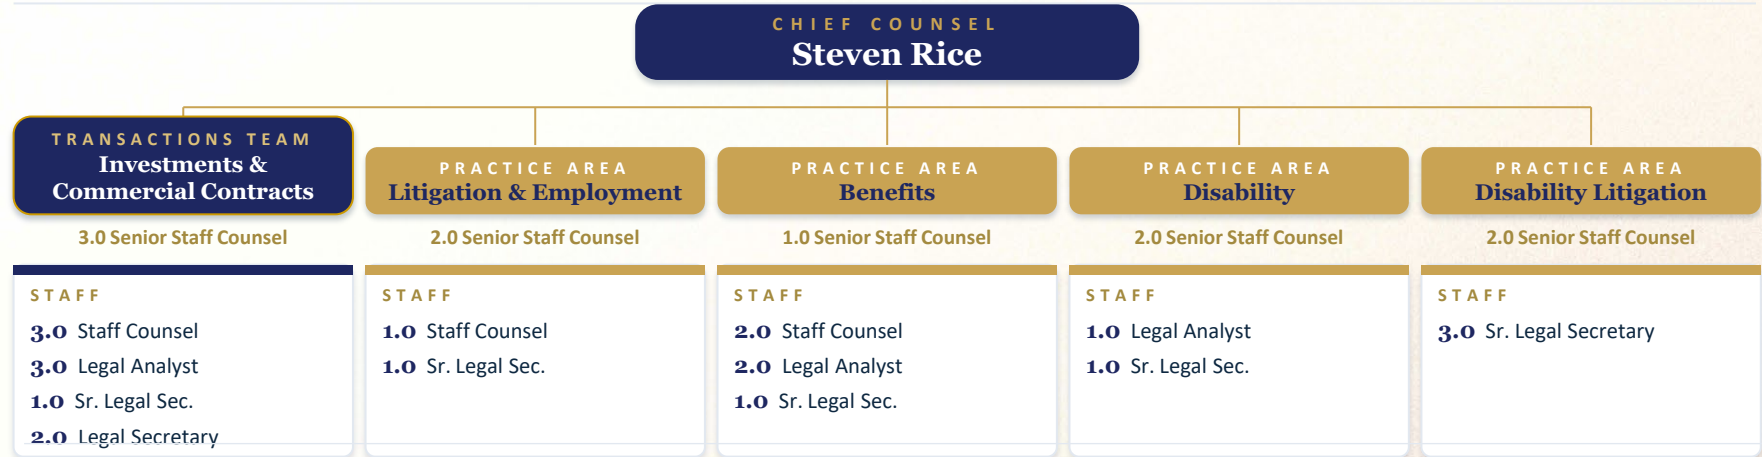 CHIEF COUNSEL
Steven Rice
TRANSACTIONS TEAM
Investments &
Commercial Contracts
3.0 Senior Staff Counsel
STAFF
3.0 Staff Counsel
3.0 Legal Analyst
1.0 Sr. Legal Sec.
2.0 Legal Secretary
PRACTICE AREA
Litigation & Employment
2.0 Senior Staff Counsel
STAFF
1.0 Staff Counsel
1.0 Sr. Legal Sec.
PRACTICE AREA
Benefits
1.0 Senior Staff Counsel
STAFF
2.0 Staff Counsel
2.0 Legal Analyst
1.0 Sr. Legal Sec.
PRACTICE AREA
Disability
2.0 Senior Staff Counsel
STAFF
1.0 Legal Analyst
1.0 Sr. Legal Sec.
PRACTICE AREA
Disability Litigation
2.0 Senior Staff Counsel
STAFF
3.0 Sr. Legal Secretary